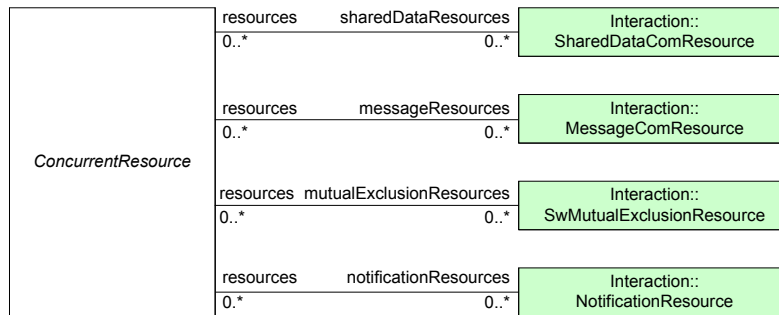 resources sharedDataResources
0..* 0..*
Interaction::
SharedDataComResource
resources messageResources
0..* 0..*
Interaction::
MessageComResource
ConcurrentResource
resources mutualExclusionResources
0..* 0..*
Interaction::
SwMutualExclusionResource
resources notificationResources
0.* 0..*
Interaction::
NotificationResource